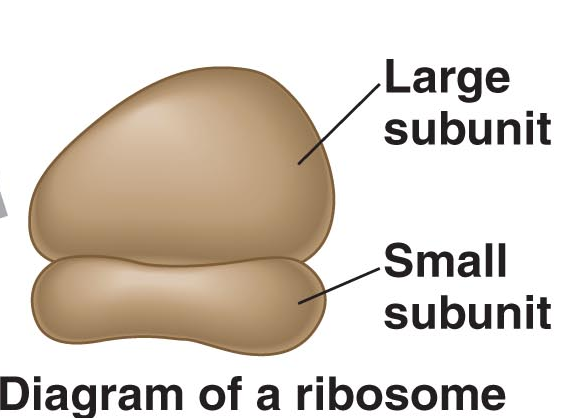 Large
subunit
Small
subunit
Diagram of a ribosome